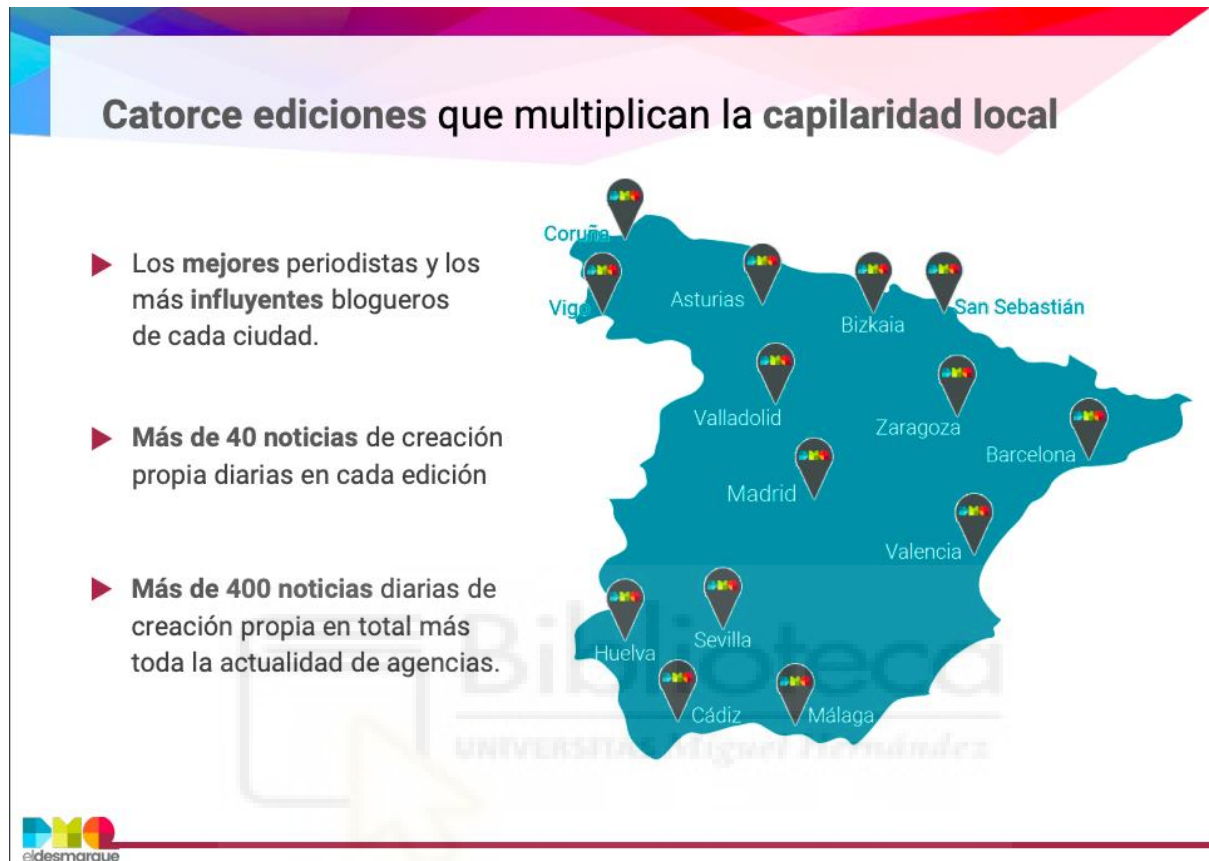 Catorce ediciones que multiplican la capilaridad local
Los mejores periodistas y los
más influyentes blogueros
de cada ciudad.
Más de 40 noticias de creación
propia diarias en cada edición
Más de 400 noticias diarias de
creación propia en total más
toda la actualidad de agencias.
Coruña
Vigo
Asturias
Bizkaia
San Sebastián
Valladolid
Zaragoza
Barcelona
Madrid
Valencia
Huelva
Sevilla
Cádiz
Málaga
Biblioteca
UNIVERSITAS Miguel Hernández
DMQ
eldesmarque